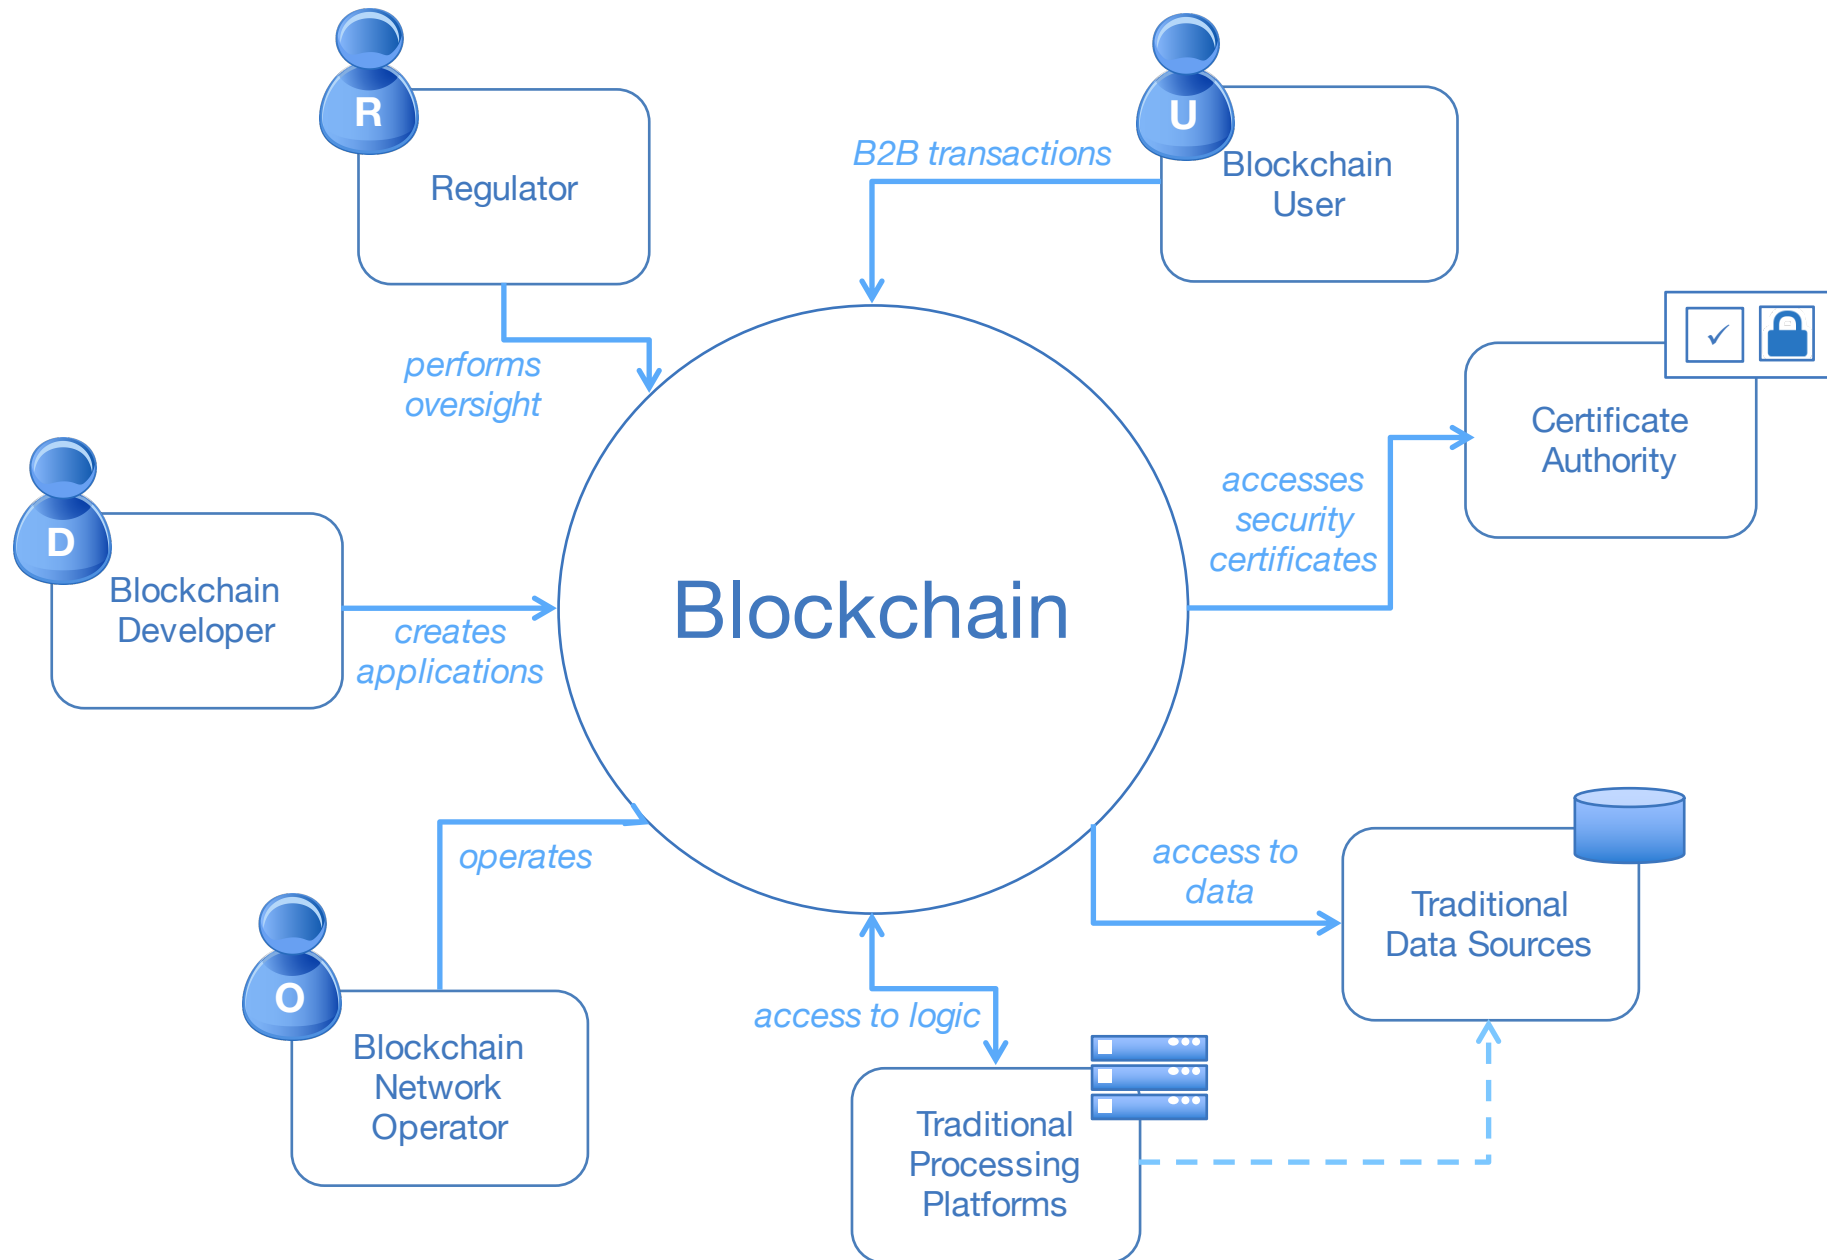 R
Regulator
U
Blockchain
User
B2B transactions
performs
oversight
✓
Certificate
Authority
accesses
security
certificates
D
Blockchain
Developer
creates
applications
Blockchain
operates
access to
data
Traditional
Data Sources
O
Blockchain
Network
Operator
access to logic
Traditional
Processing
Platforms